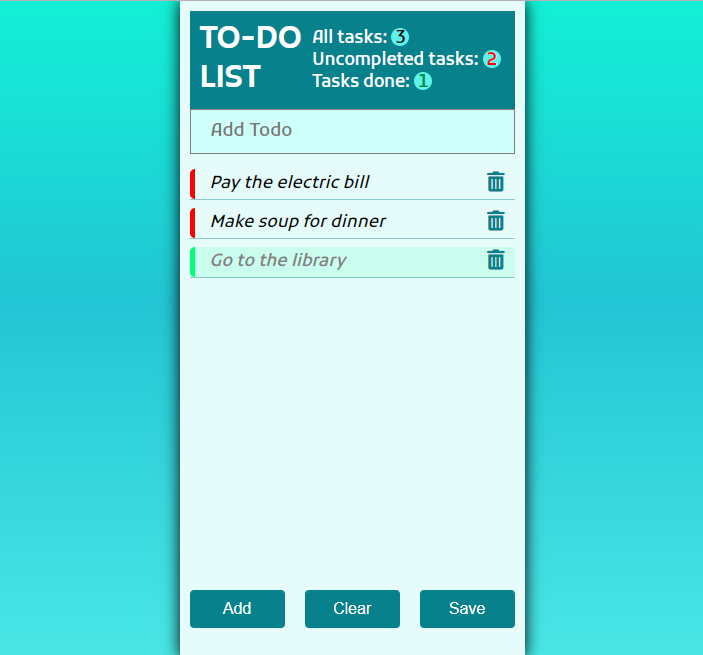 TO-DO
LIST
All tasks: 3
Uncompleted tasks: 2
Tasks done: 1
Add Todo
Pay the electric bill
Make soup for dinner
Go to the library
Add
Clear
Save